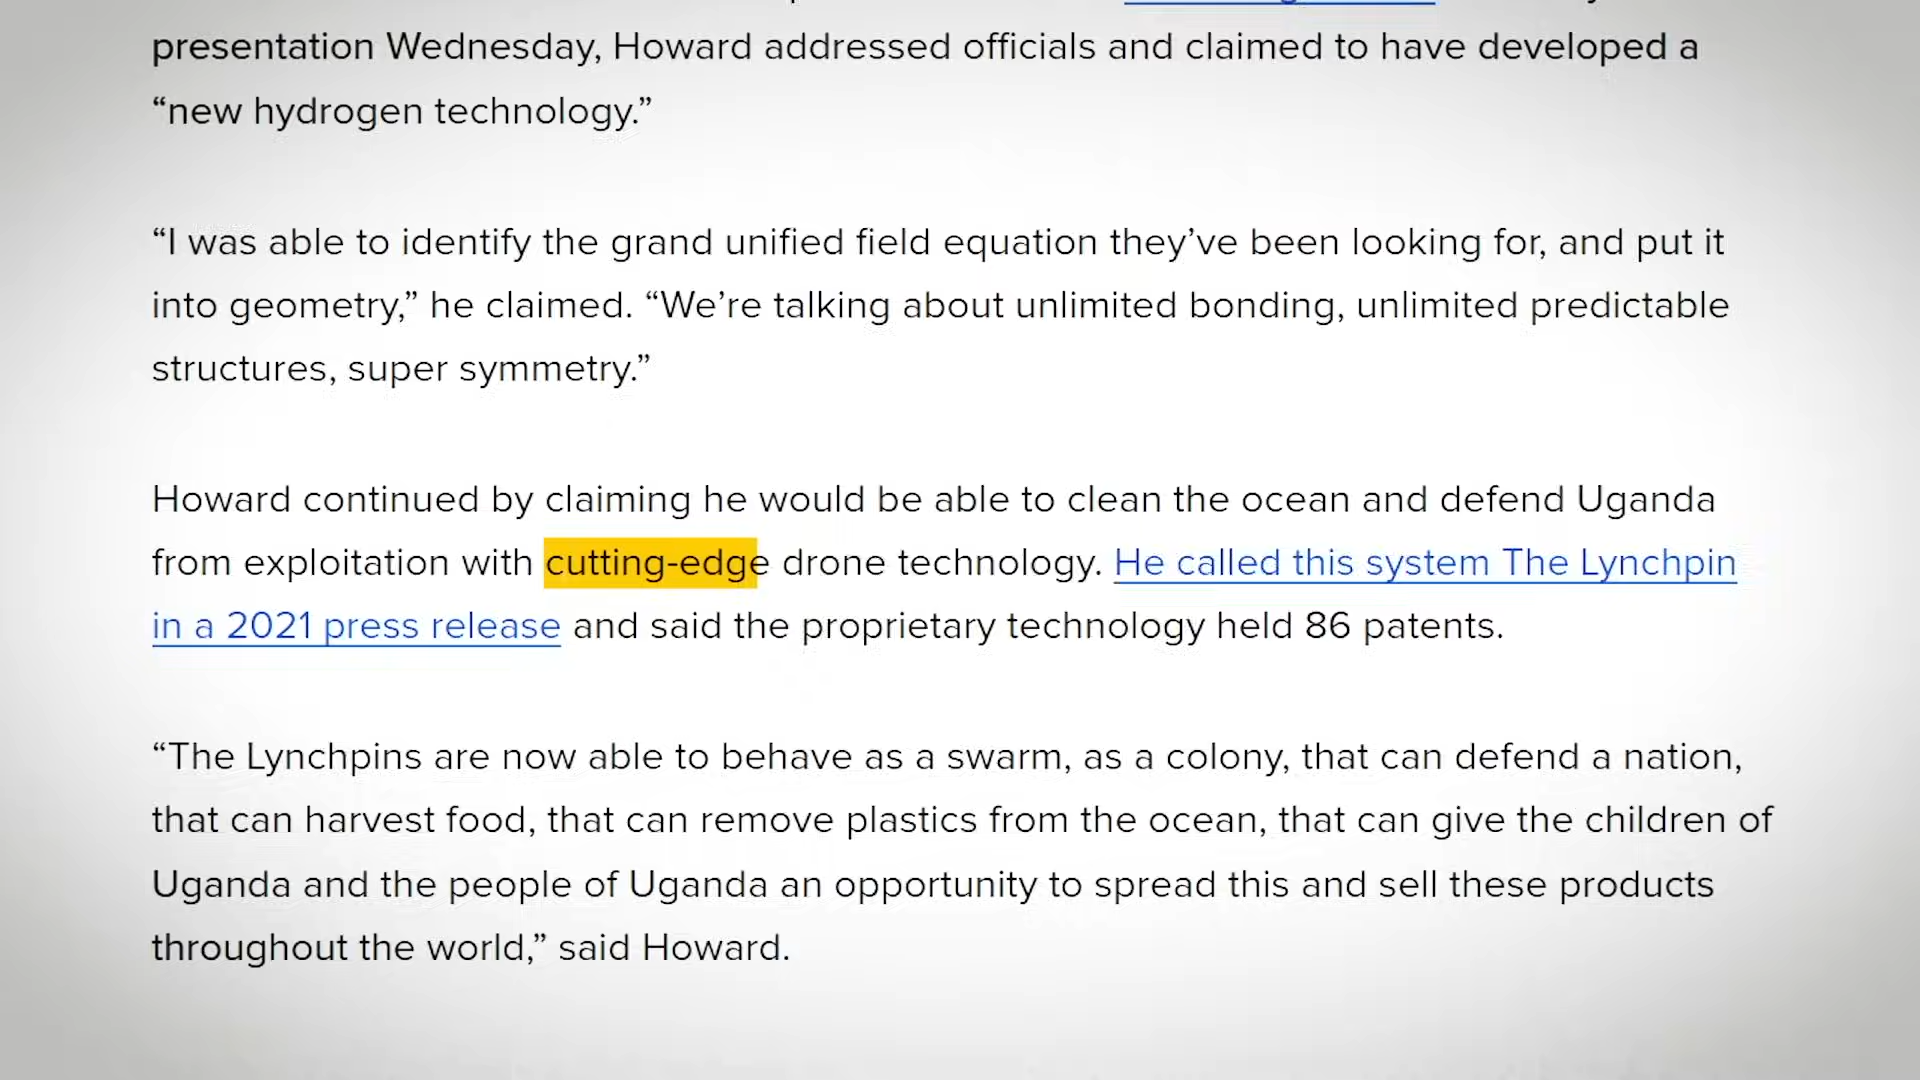 presentation Wednesday, Howard addressed officials and claimed to have developed a
“new hydrogen technology.”
“I was able to identify the grand unified field equation they’ve been looking for, and put it
into geometry,” he claimed. “We’re talking about unlimited bonding, unlimited predictable
structures, super symmetry.”
Howard continued by claiming he would be able to clean the ocean and defend Uganda
from exploitation with cutting-edge drone technology. He called this system The Lynchpin
in a 2021 press release and said the proprietary technology held 86 patents.
“The Lynchpins are now able to behave as a swarm, as a colony, that can defend a nation,
that can harvest food, that can remove plastics from the ocean, that can give the children of
Uganda and the people of Uganda an opportunity to spread this and sell these products
throughout the world,” said Howard.